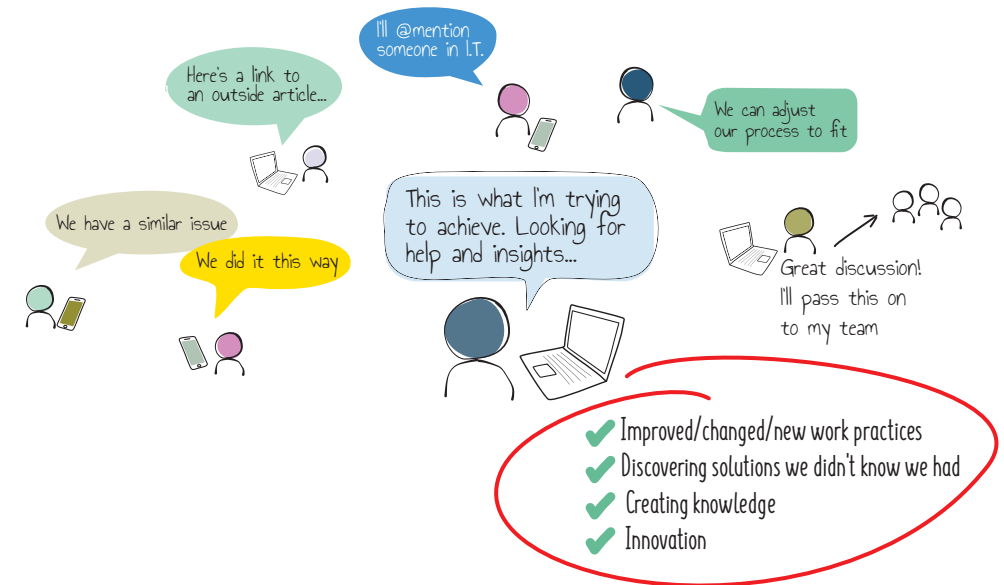 I'll @mention
someone in I.T.
Here's a link to
an outside article...
We can adjust
our process to fit
This is what I'm trying
to achieve. Looking for
help and insights...
We have a similar issue
We did it this way
Great discussion!
I'll pass this on
to my team
Improved/changed/new work practices
Discovering solutions we didn't know we had
Creating knowledge
Innovation